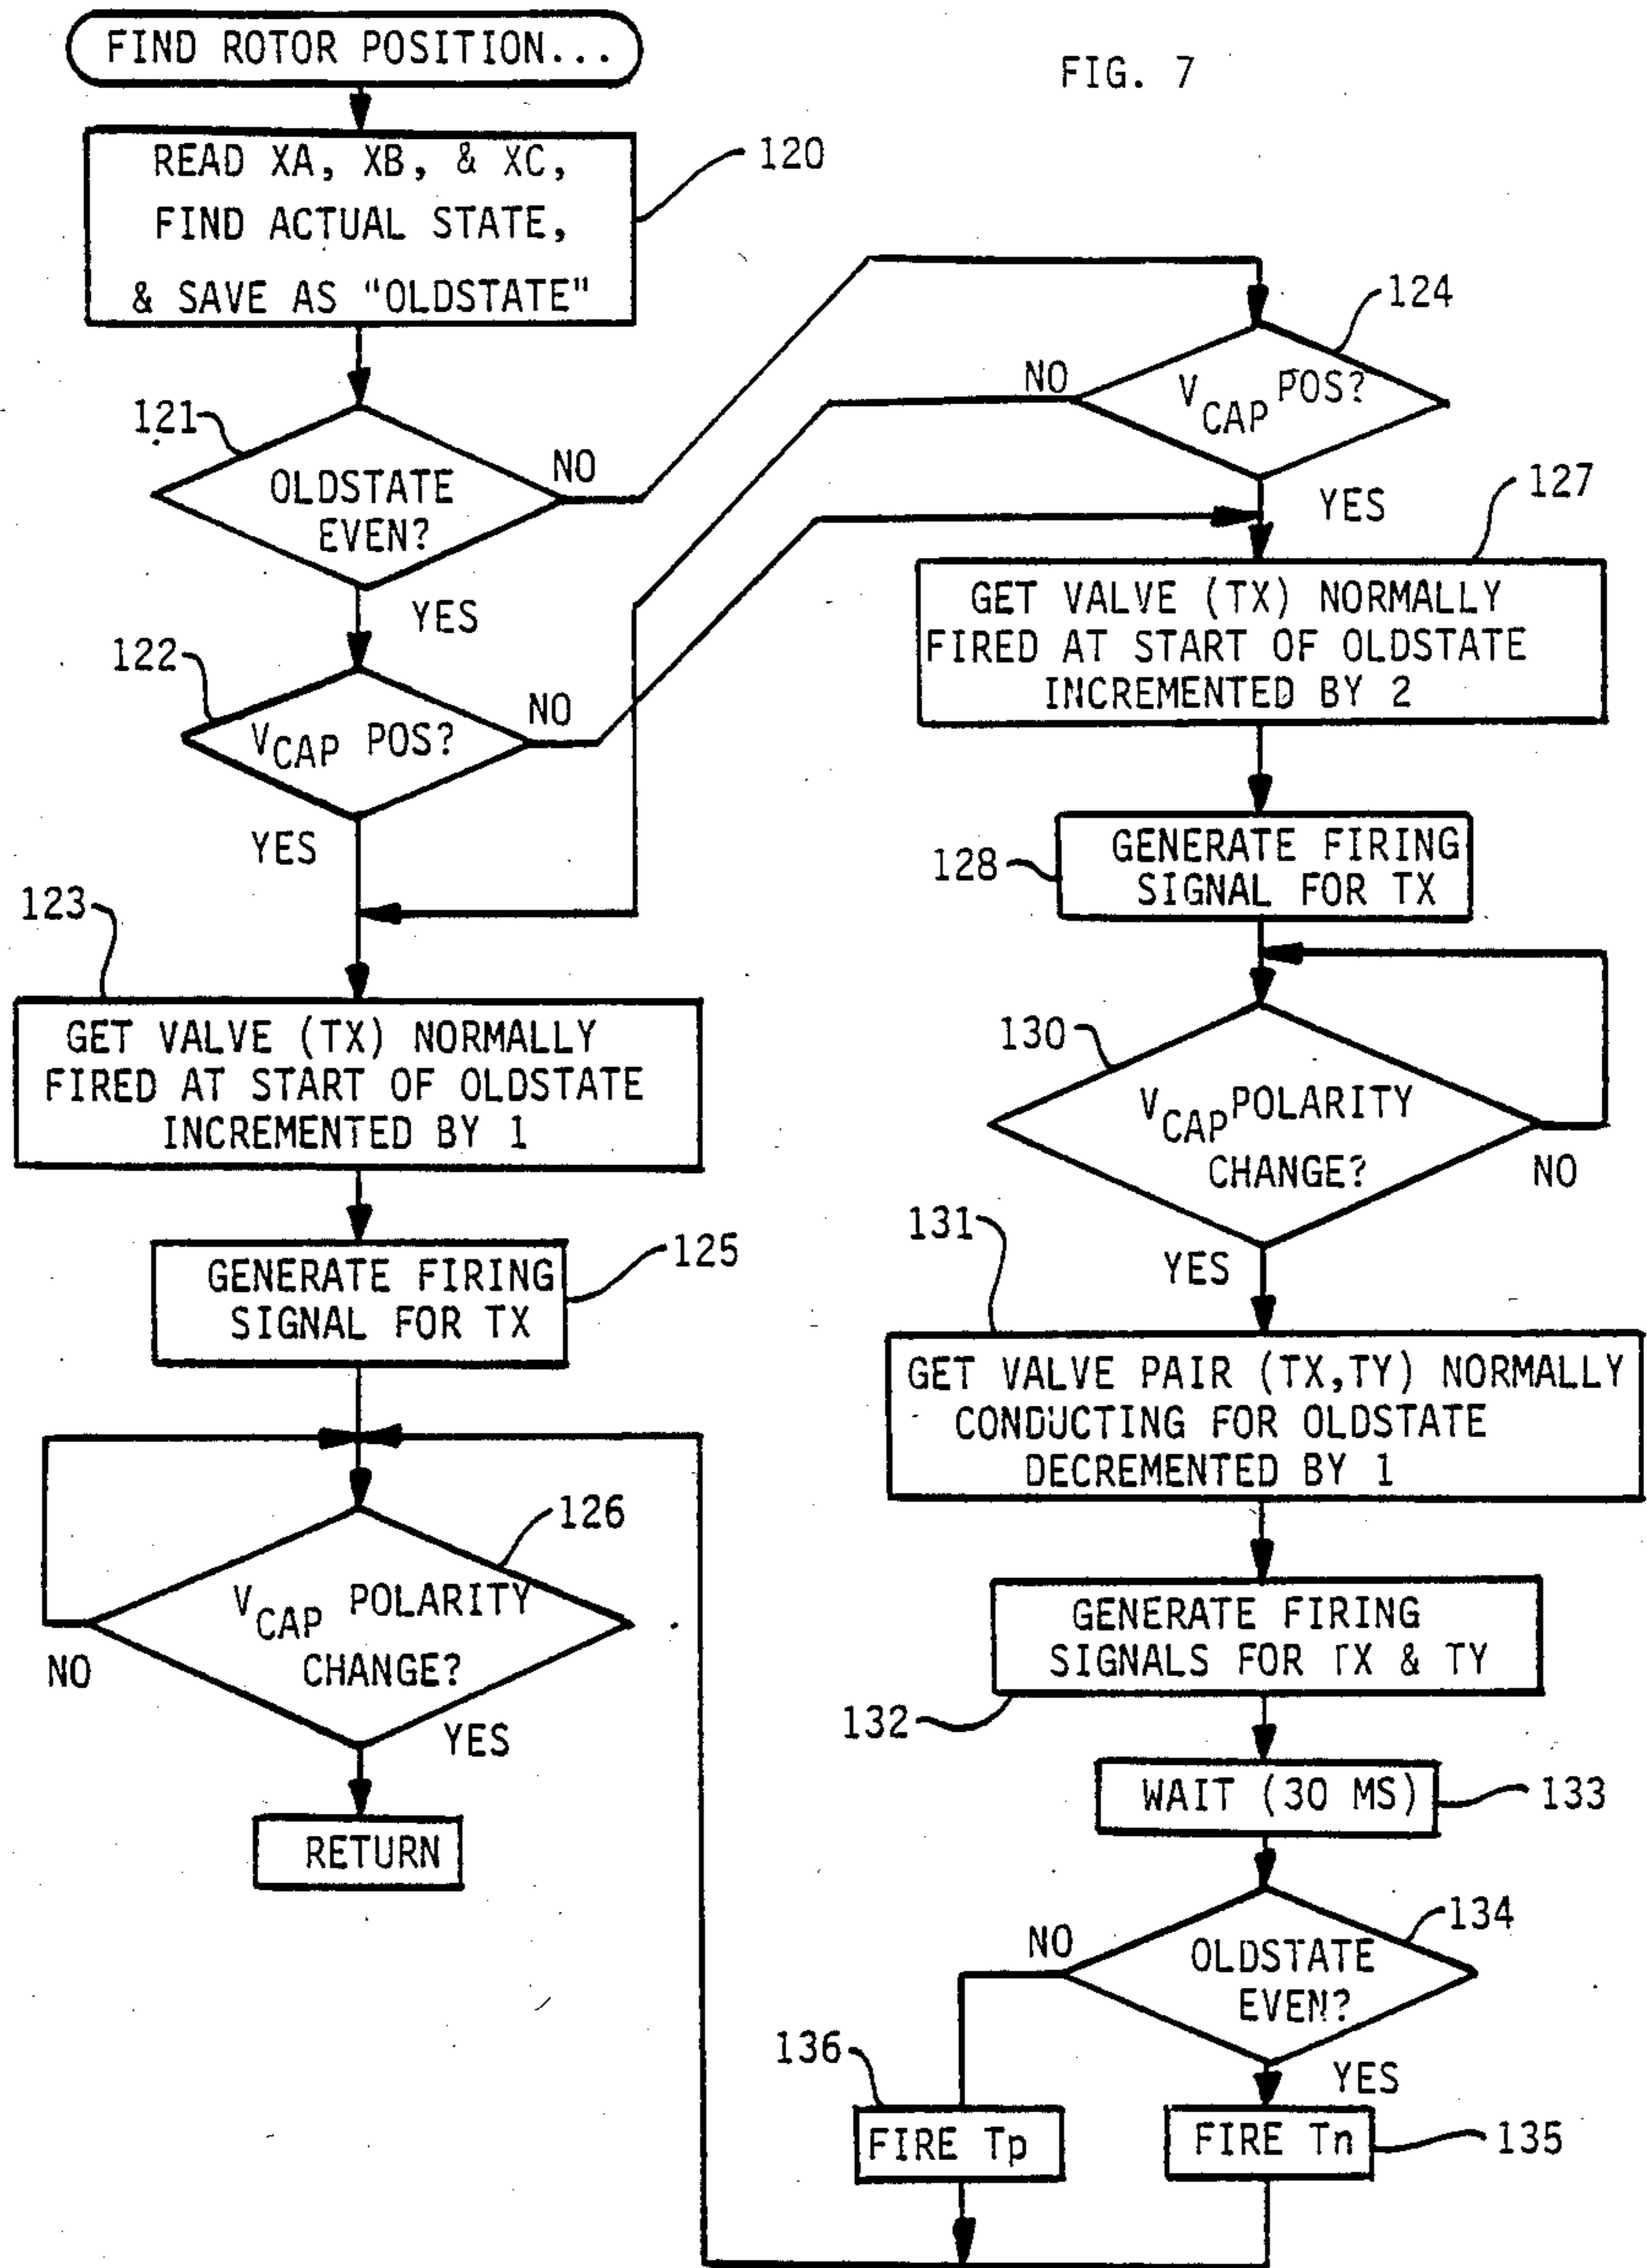 FIND ROTOR POSITION...
FIG. 7
READ XA, XB, & XC,
FIND ACTUAL STATE,
& SAVE AS "OLDSTATE"
120
121
OLDSTATE
EVEN?
NO
YES
122
VCAP POS?
NO
YES
124
VCAP POS?
NO
YES
123
GET VALVE (TX) NORMALLY
FIRED AT START OF OLDSTATE
INCREMENTED BY 1
GENERATE FIRING
SIGNAL FOR TX
125
126
VCAP POLARITY
CHANGE?
NO
YES
RETURN
127
GET VALVE (TX) NORMALLY
FIRED AT START OF OLDSTATE
INCREMENTED BY 2
128
GENERATE FIRING
SIGNAL FOR TX
130
VCAP POLARITY
CHANGE?
NO
YES
131
GET VALVE PAIR (TX,TY) NORMALLY
CONDUCTING FOR OLDSTATE
DECREMENTED BY 1
GENERATE FIRING
SIGNALS FOR TX & TY
132
WAIT (30 MS)
133
134
OLDSTATE
EVEN?
NO
YES
136
FIRE Tp
FIRE Tn
135